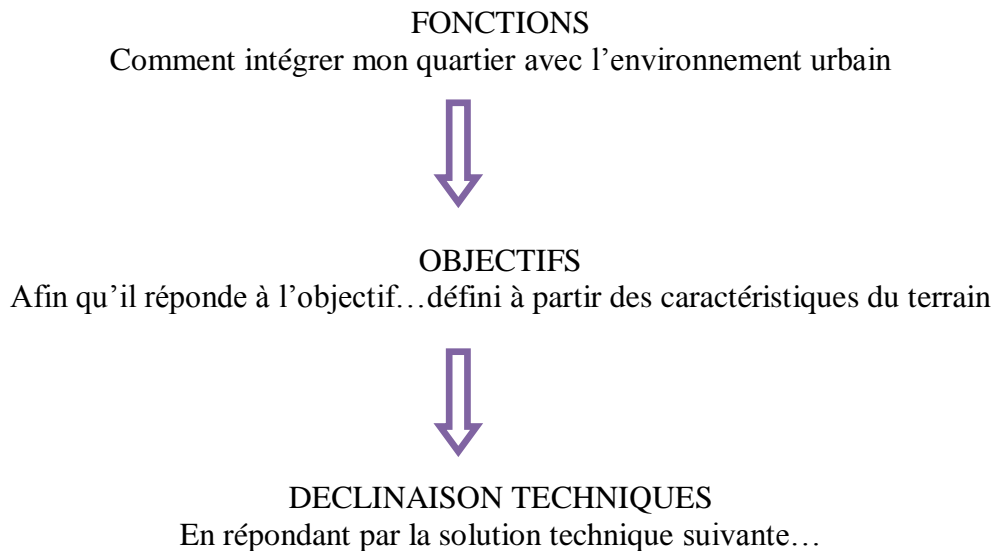 FONCTIONS
Comment intégrer mon quartier avec l’environnement urbain
OBJECTIFS
Afin qu’il réponde à l’objectif…défini à partir des caractéristiques du terrain
DECLINAISON TECHNIQUES
En répondant par la solution technique suivante…